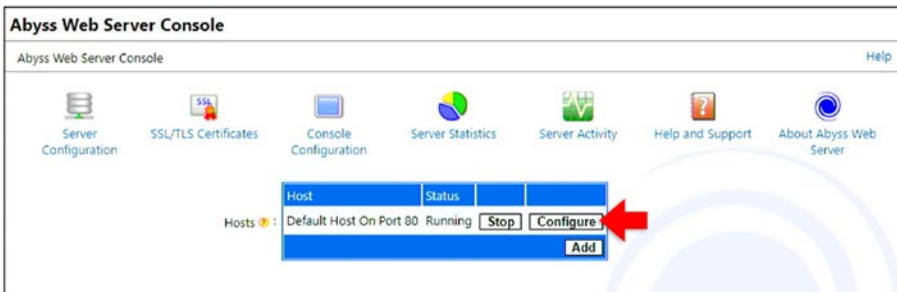 Abyss Web Server Console
Abyss Web Server Console
Help
SSL
Server Configuration
SSL/TLS Certificates
Console Configuration
Server Statistics
Server Activity
Help and Support
About Abyss Web Server
Host Status
Hosts ? : Default Host On Port 80 Running Stop Configure
Add